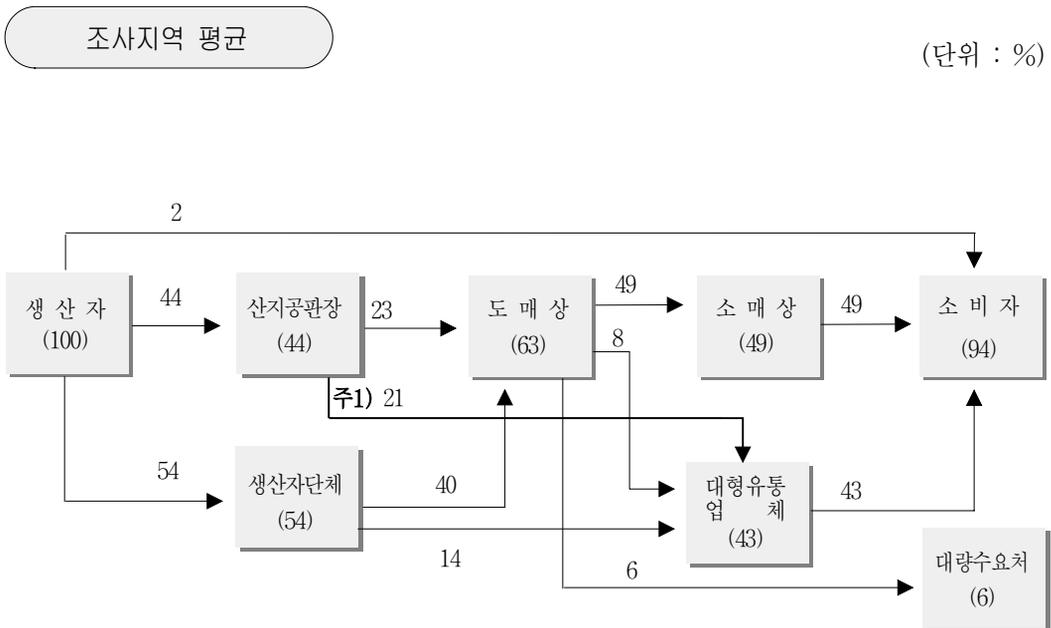 조사지역 평균
(단위 : %)
2
생 산 자
(100)
44
산지공판장
(44)
23
도 매 상
(63)
49
8
소 매 상
(49)
49
소 비 자
(94)
주1) 21
54
생산자단체
(54)
40
14
대형유통
업 체
(43)
43
6
대량수요처
(6)